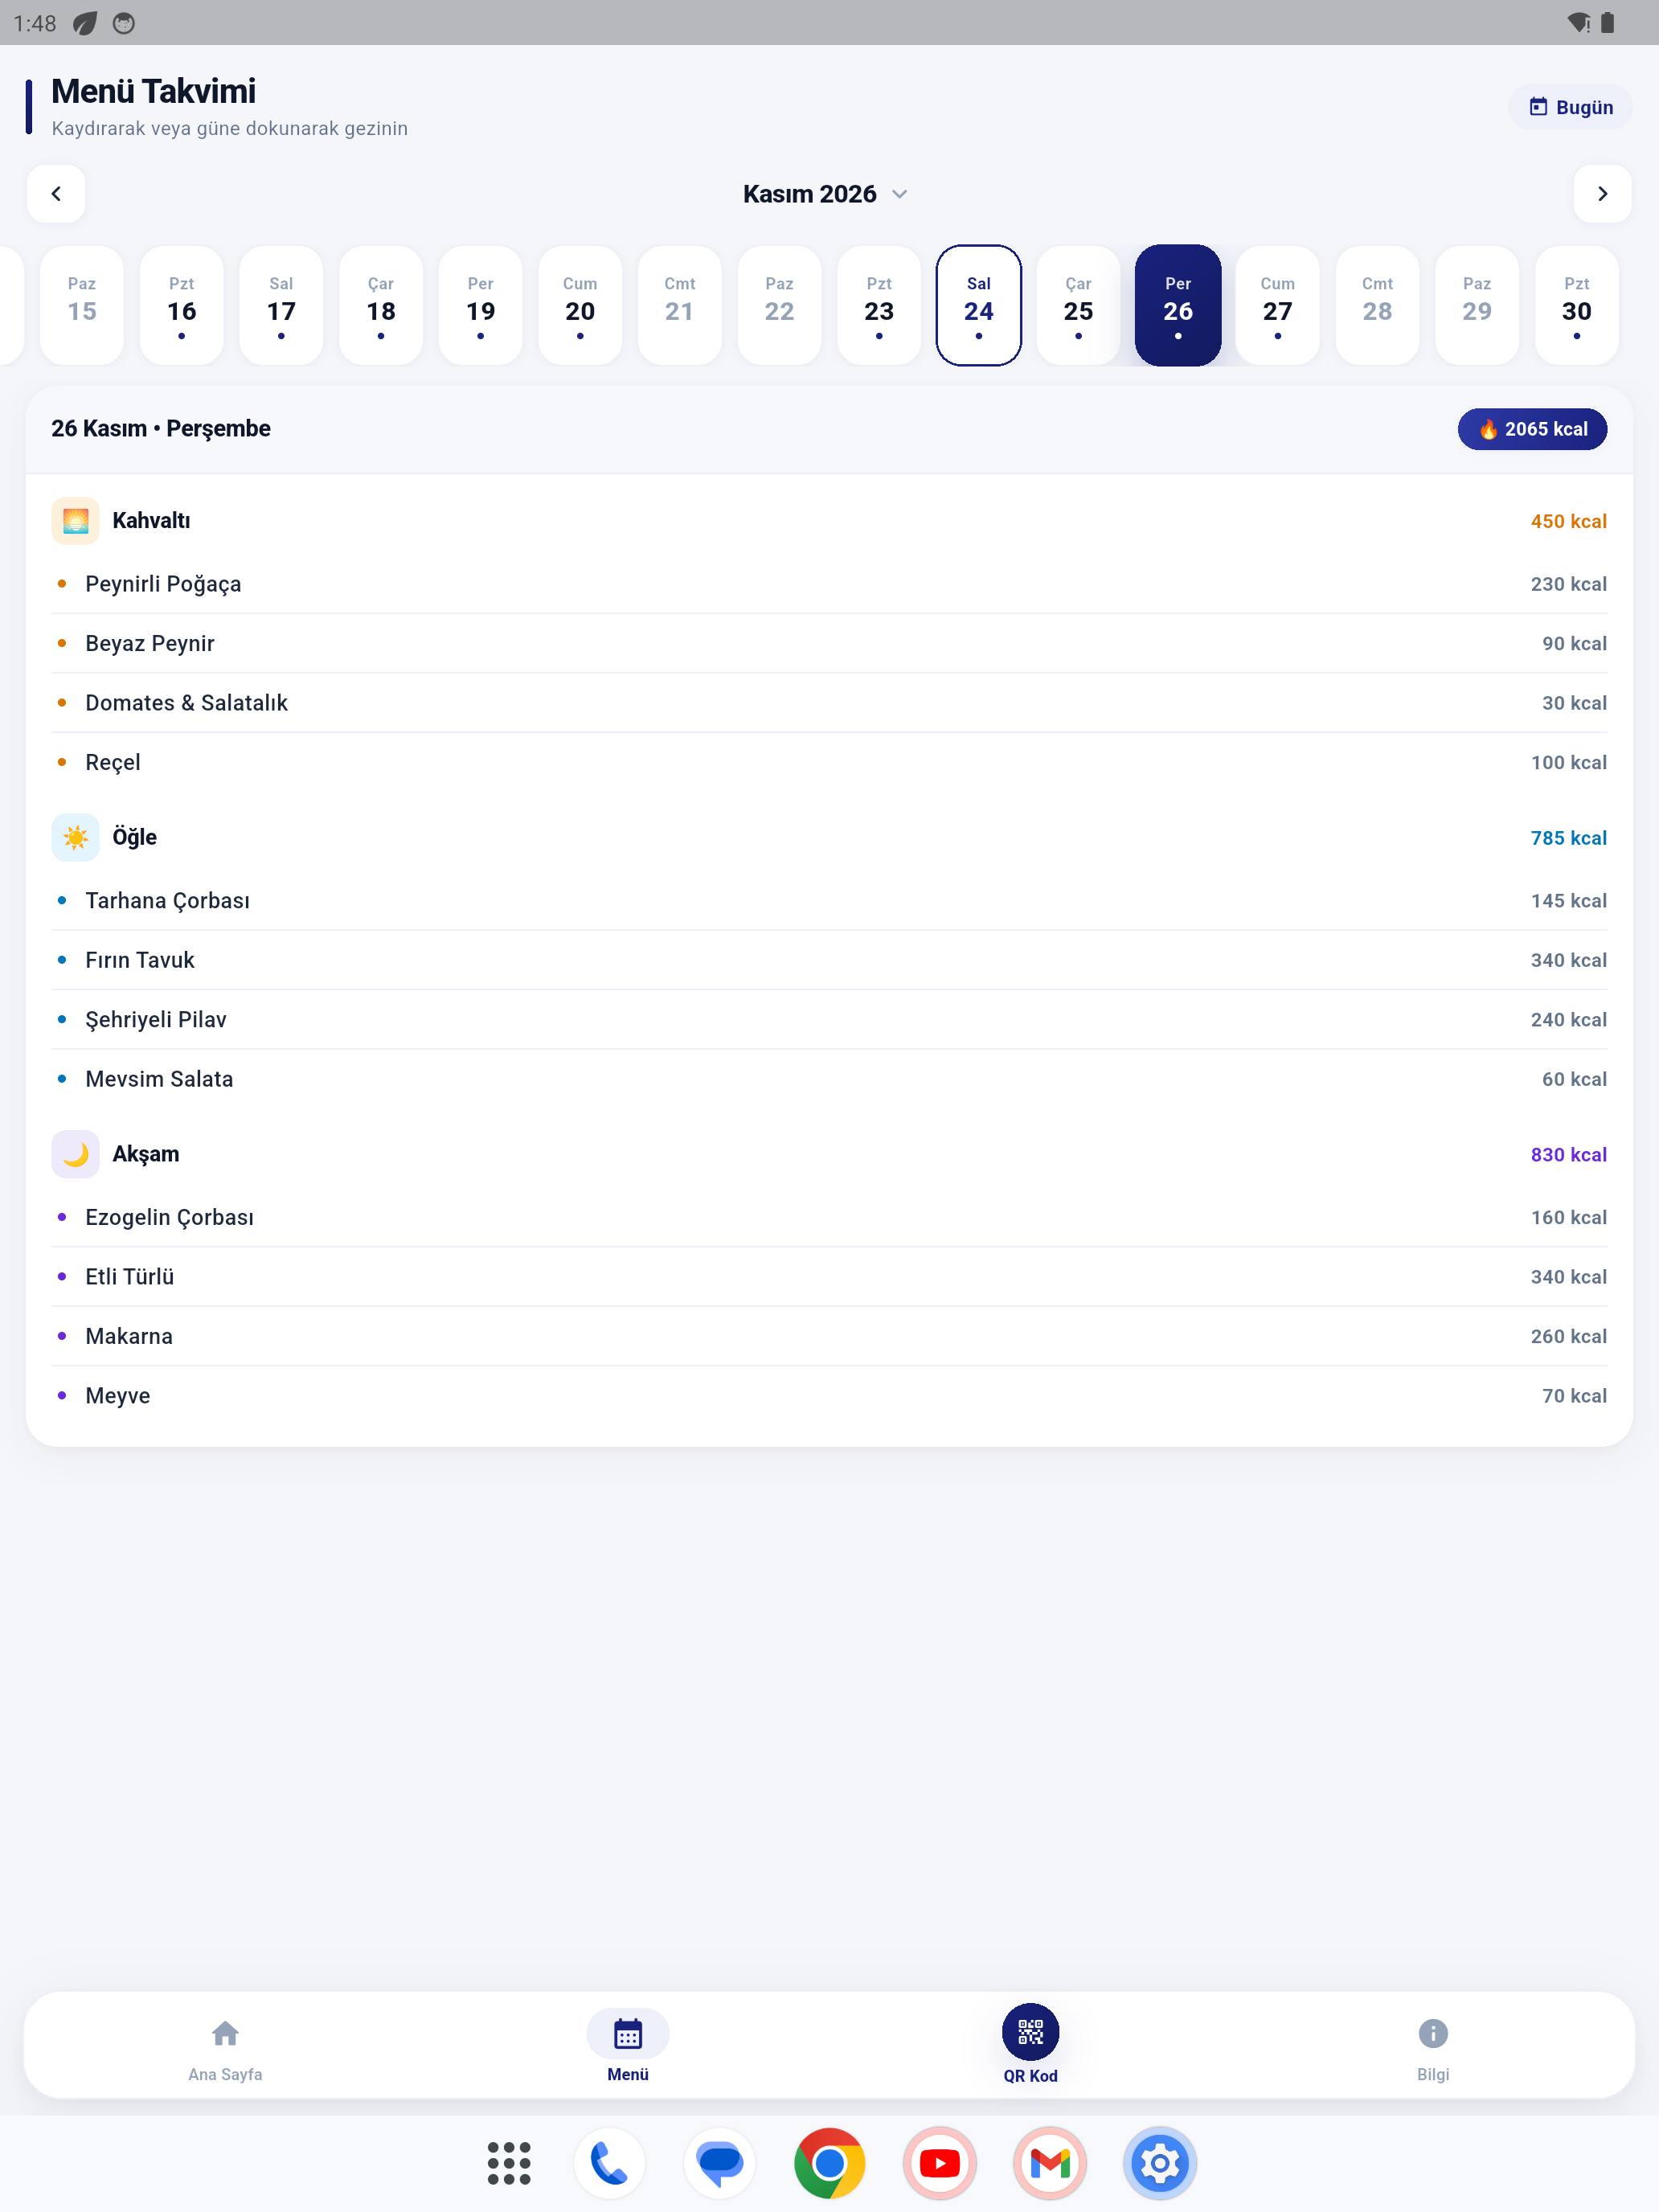 1:48
Menü Takvimi
Kaydırarak veya güne dokunarak gezinin
Bugün
Kasım 2026
Paz Pzt Sal Çar Per Cum Cmt Paz Pzt Sal Çar Per Cum Cmt Paz Pzt
15 16 17 18 19 20 21 22 23 24 25 26 27 28 29 30
26 Kasım • Perşembe
🔥 2065 kcal
Kahvaltı 450 kcal
Peynirli Poğaça 230 kcal
Beyaz Peynir 90 kcal
Domates & Salatalık 30 kcal
Reçel 100 kcal
Öğle 785 kcal
Tarhana Çorbası 145 kcal
Fırın Tavuk 340 kcal
Şehriyeli Pilav 240 kcal
Mevsim Salata 60 kcal
Akşam 830 kcal
Ezogelin Çorbası 160 kcal
Etli Türlü 340 kcal
Makarna 260 kcal
Meyve 70 kcal
Ana Sayfa Menü QR Kod Bilgi